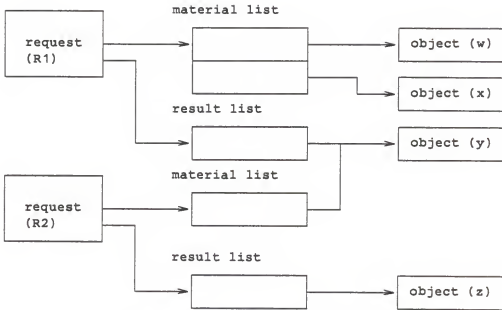 material list
request
(R1)
object (w)
object (x)
result list
object (y)
material list
request
(R2)
result list
object (z)